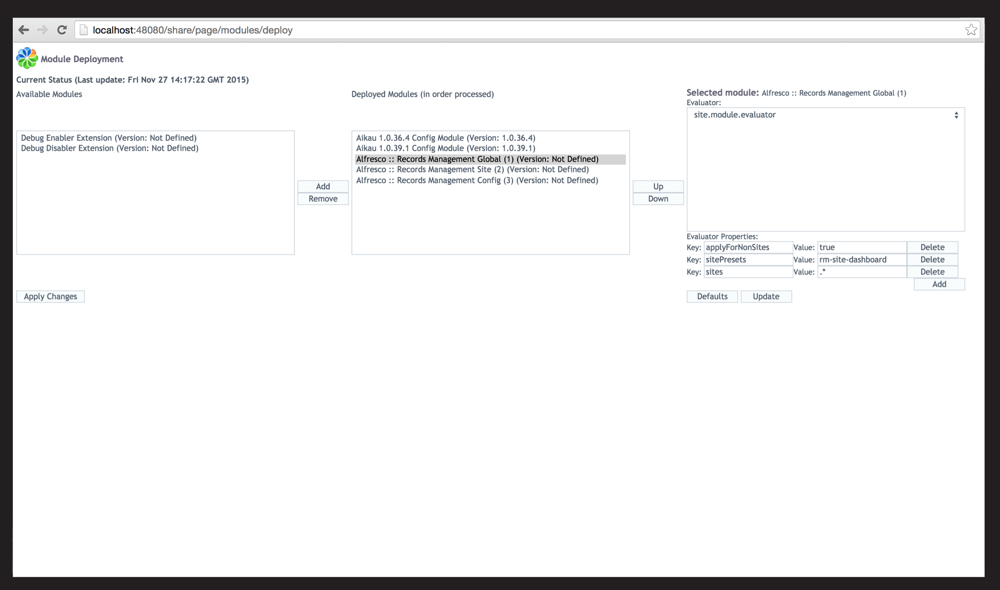 localhost:48080/share/page/modules/deploy
Module Deployment
Current Status (Last update: Fri Nov 27 14:17:22 GMT 2015)
Available Modules
Debug Enabler Extension (Version: Not Defined)
Debug Disabler Extension (Version: Not Defined)
Add
Remove
Deployed Modules (in order processed)
Aikau 1.0.36.4 Config Module (Version: 1.0.36.4)
Aikau 1.0.39.1 Config Module (Version: 1.0.39.1)
Alfresco :: Records Management Global (1) (Version: Not Defined)
Alfresco :: Records Management Site (2) (Version: Not Defined)
Alfresco :: Records Management Config (3) (Version: Not Defined)
Up
Down
Selected module: Alfresco :: Records Management Global (1)
Evaluator:
site.module.evaluator
Evaluator Properties:
Key: applyForNonSites Value: true Delete
Key: sitePresets Value: rm-site-dashboard Delete
Key: sites Value: .* Delete
Add
Defaults Update
Apply Changes